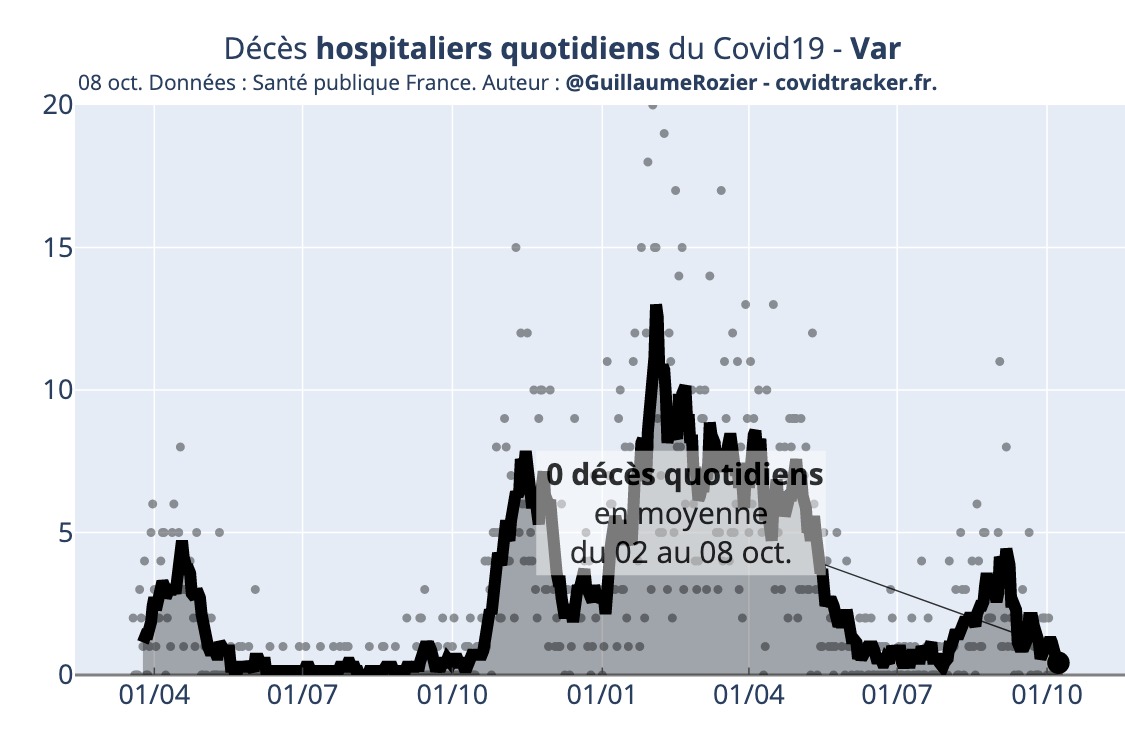 Décès hospitaliers quotidiens du Covid19 - Var
08 oct. Données : Santé publique France. Auteur : @GuillaumeRozier - covidtracker.fr.
20
15
10
5
0
0 décès quotidiens
en moyenne
du 02 au 08 oct.
01/04 01/07 01/10 01/01 01/04 01/07 01/10